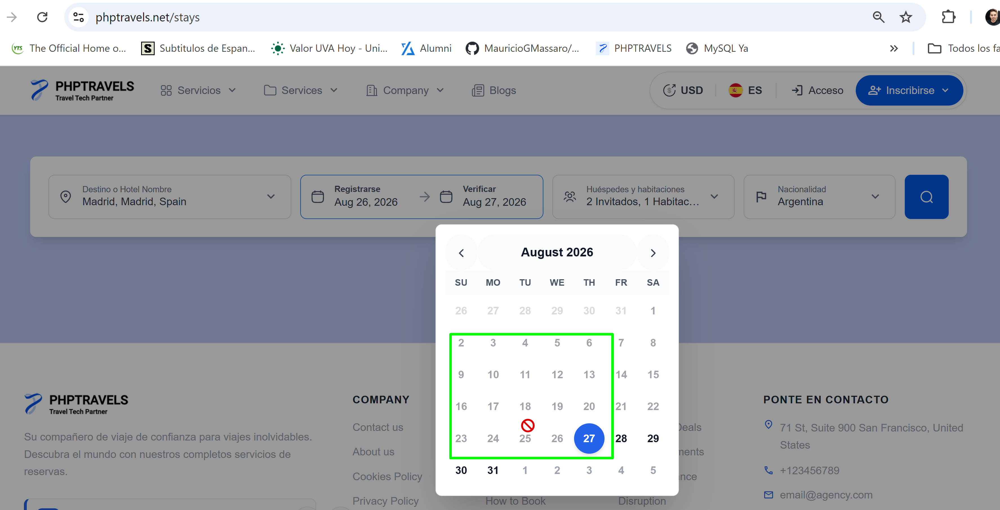 phptravels.net/stays
YTS The Official Home o...
S Subtitulos de Espan...
Valor UVA Hoy - Uni...
Alumni
MauricioGMassaro/...
PHPTRAVELS
MySQL Ya
Todos los fa
PHPTRAVELS
Travel Tech Partner
Servicios
Services
Company
Blogs
$ USD
ES
Acceso
Inscribirse
Destino o Hotel Nombre
Madrid, Madrid, Spain
Registrarse
Aug 26, 2026
Verificar
Aug 27, 2026
Huéspedes y habitaciones
2 Invitados, 1 Habitac...
Nacionalidad
Argentina
August 2026
SU MO TU WE TH FR SA
26 27 28 29 30 31 1
2 3 4 5 6 7 8
9 10 11 12 13 14 15
16 17 18 19 20 21 22
23 24 25 26 27 28 29
30 31 1 2 3 4 5
PHPTRAVELS
Travel Tech Partner
Su compañero de viaje de confianza para viajes inolvidables.
Descubra el mundo con nuestros completos servicios de
reservas.
COMPANY
Contact us
About us
Cookies Policy
Privacy Policy
How to Book
Deals
ments
nce
Disruption
PONTE EN CONTACTO
71 St, Suite 900 San Francisco, United
States
+123456789
email@agency.com